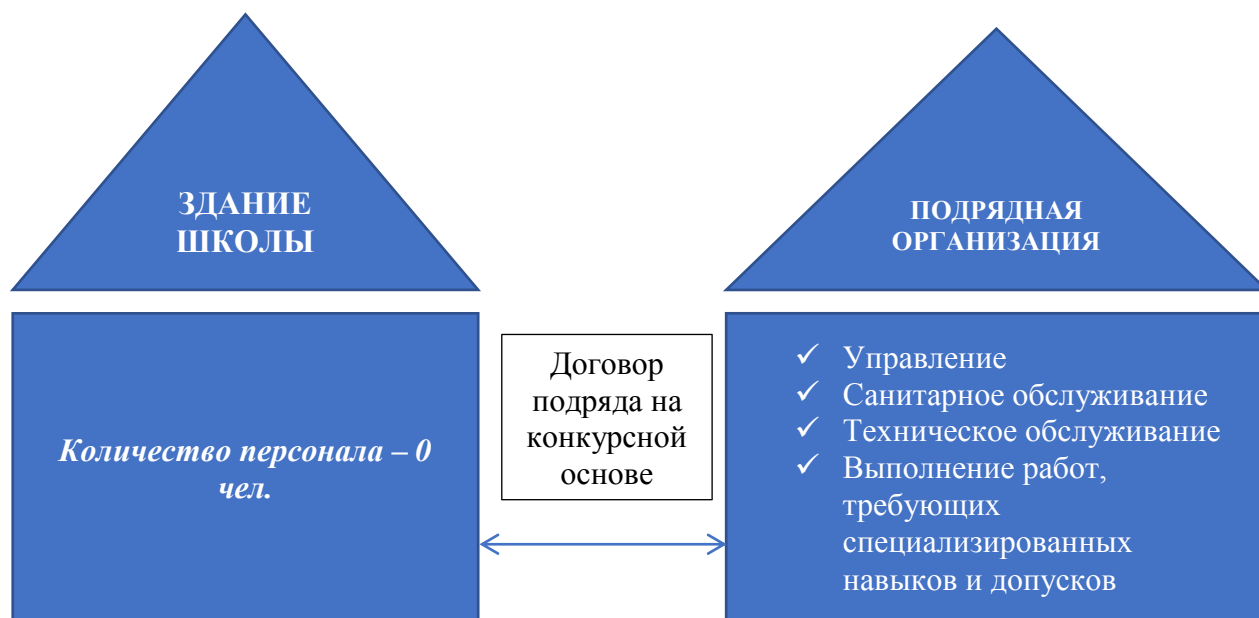 ЗДАНИЕ
ШКОЛЫ
ПОДРЯДНАЯ
ОРГАНИЗАЦИЯ
Количество персонала – 0
чел.
Договор
подряда на
конкурсной
основе
✓ Управление
✓ Санитарное обслуживание
✓ Техническое обслуживание
✓ Выполнение работ,
требующих
специализированных
навыков и допусков